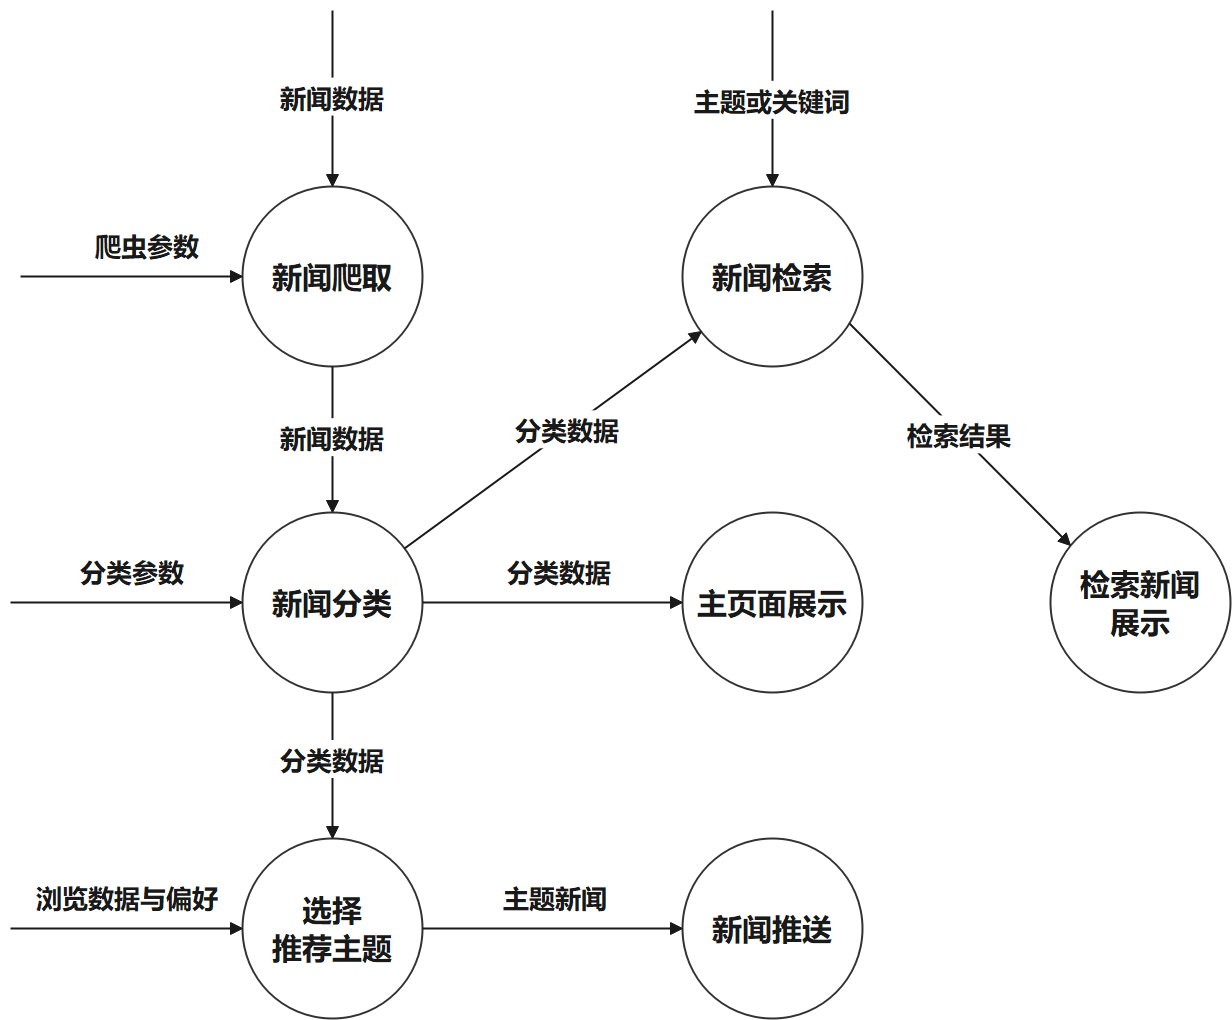 新闻数据
主题或关键词
爬虫参数
新闻爬取
新闻检索
新闻数据
分类数据
检索结果
分类参数
新闻分类
分类数据
主页面展示
检索新闻
展示
分类数据
浏览数据与偏好
选择
推荐主题
主题新闻
新闻推送